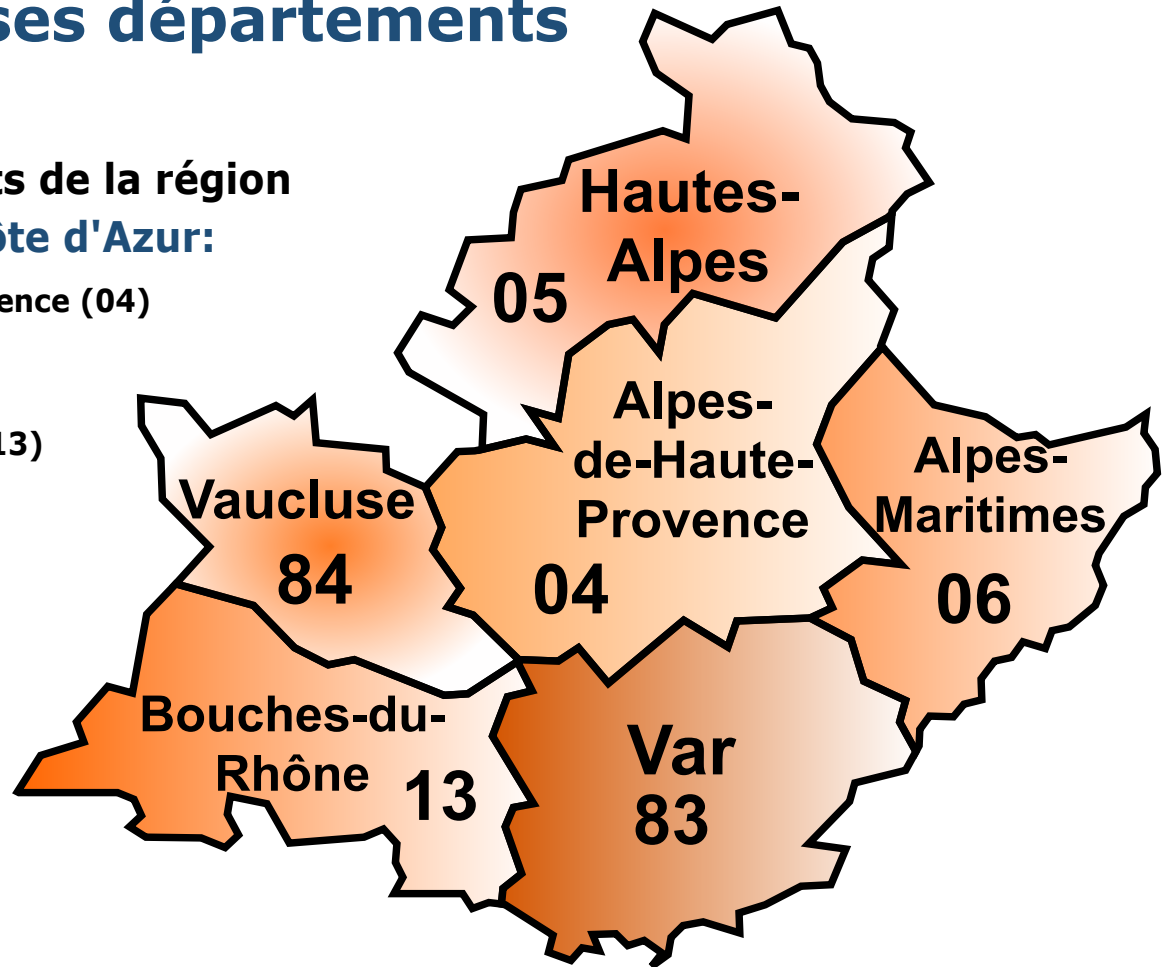 ses départements
ts de la région
ôte d'Azur:
ence (04)
13)
Hautes-
Alpes
05
Alpes-
de-Haute-
Provence
04
Alpes-
Maritimes
06
Vaucluse
84
Bouches-du-
Rhône
13
Var
83